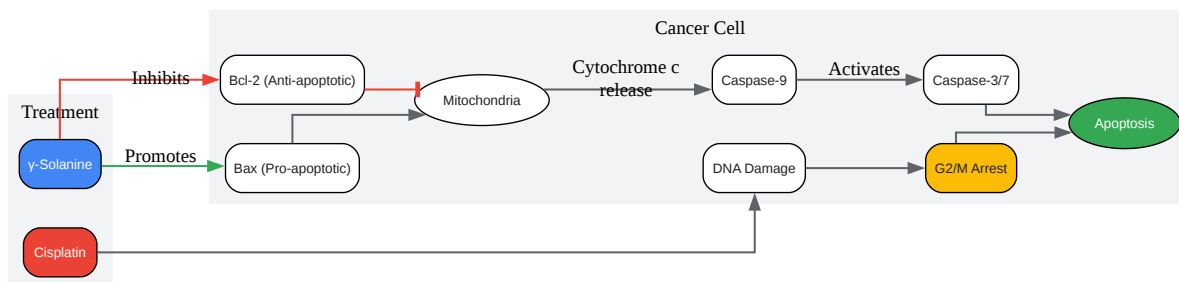 Cancer Cell
Treatment
Inhibits
Bcl-2 (Anti-apoptotic)
Mitochondria
Cytochrome c
release
Caspase-9
Activates
Caspase-3/7
Apoptosis
γ-Solanine
Promotes
Bax (Pro-apoptotic)
DNA Damage
G2/M Arrest
Cisplatin